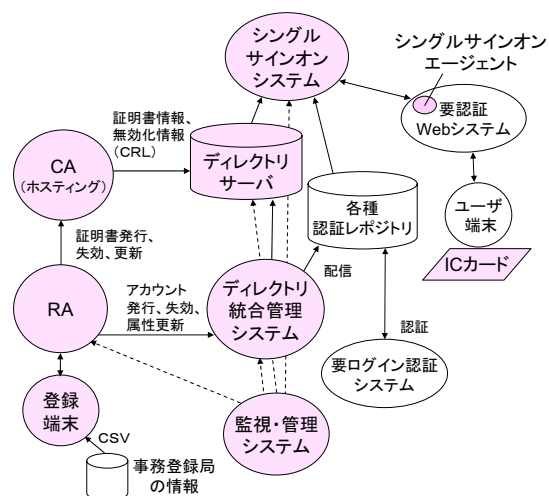 シングル
サインオン
システム
シングルサインオン
エージェント
要認証
Webシステム
証明書情報、
無効化情報
(CRL)
CA
(ホスティング)
ディレクトリ
サーバ
各種
認証レポジトリ
ユーザ
端末
ICカード
証明書発行、
失効、更新
配信
RA
アカウント
発行、失効、
属性更新
ディレクトリ
統合管理
システム
認証
要ログイン認証
システム
登録
端末
監視・管理
システム
CSV
事務登録局
の情報